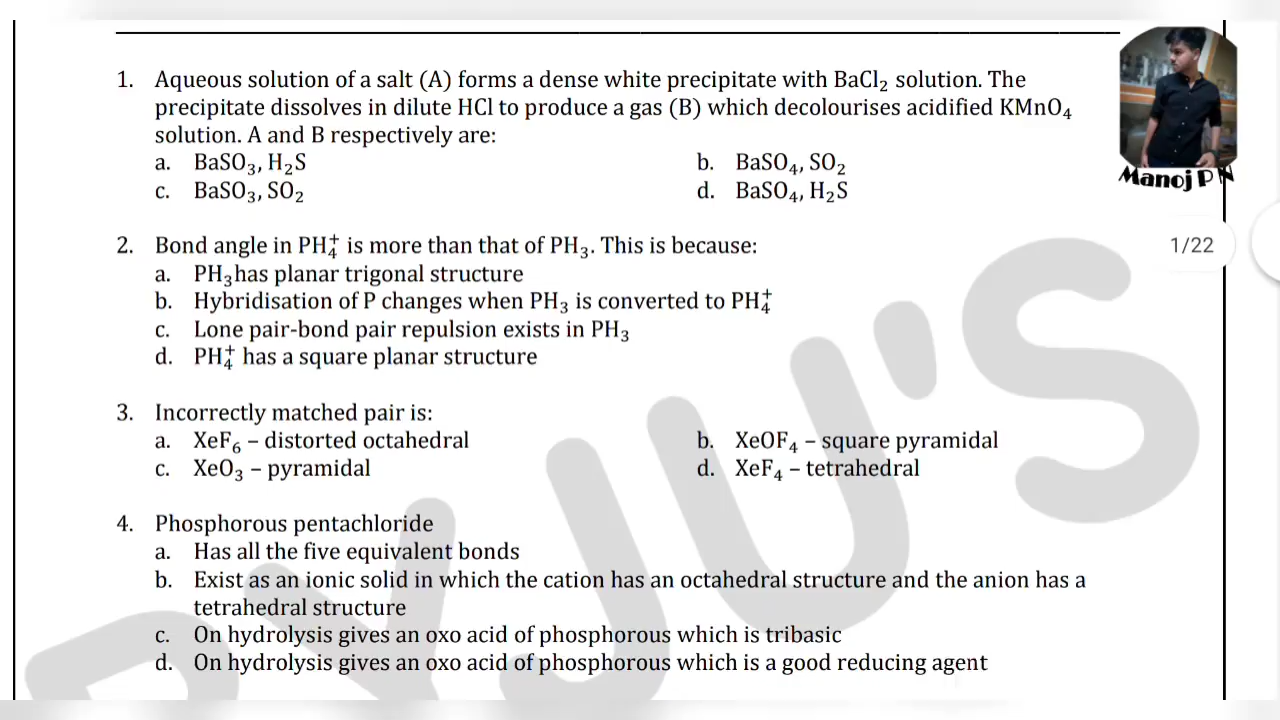 1. Aqueous solution of a salt (A) forms a dense white precipitate with BaCl₂ solution. The
precipitate dissolves in dilute HCl to produce a gas (B) which decolourises acidified KMnO₄
solution. A and B respectively are:
a. BaSO₃, H₂S b. BaSO₄, SO₂
c. BaSO₃, SO₂ d. BaSO₄, H₂S
Manoj P N
1/22
2. Bond angle in PH₄⁺ is more than that of PH₃. This is because:
a. PH₃has planar trigonal structure
b. Hybridisation of P changes when PH₃ is converted to PH₄⁺
c. Lone pair-bond pair repulsion exists in PH₃
d. PH₄⁺ has a square planar structure
3. Incorrectly matched pair is:
a. XeF₆ – distorted octahedral b. XeOF₄ – square pyramidal
c. XeO₃ – pyramidal d. XeF₄ – tetrahedral
4. Phosphorous pentachloride
a. Has all the five equivalent bonds
b. Exist as an ionic solid in which the cation has an octahedral structure and the anion has a
tetrahedral structure
c. On hydrolysis gives an oxo acid of phosphorous which is tribasic
d. On hydrolysis gives an oxo acid of phosphorous which is a good reducing agent
BYJU'S